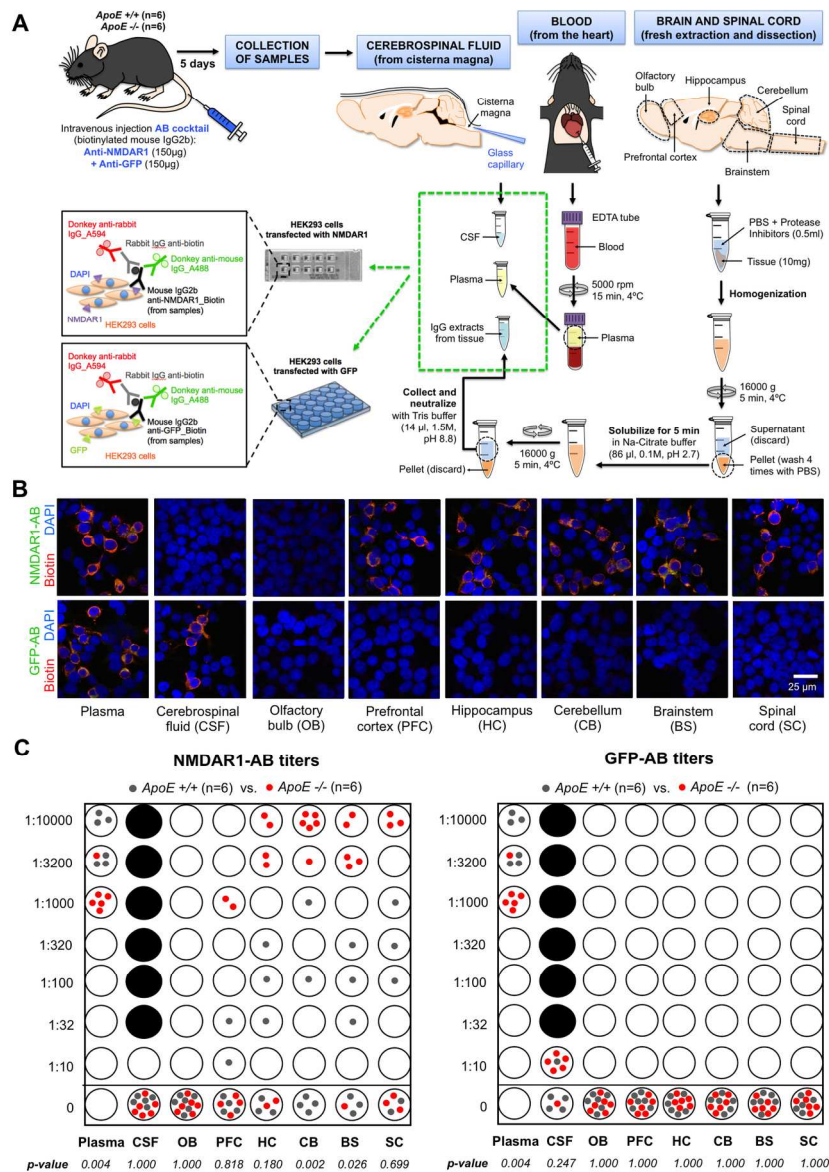 A
ApoE +/+ (n=6)
ApoE -/- (n=6)
5 days
COLLECTION
OF SAMPLES
CEREBROSPINAL FLUID
(from cisterna magna)
BLOOD
(from the heart)
BRAIN AND SPINAL CORD
(fresh extraction and dissection)
Intravenous injection AB cocktail
(biotinylated mouse IgG2b):
Anti-NMDAR1 (150µg)
+ Anti-GFP (150µg)
Cisterna
magna
Glass
capillary
Olfactory
bulb
Hippocampus
Cerebellum
Spinal
cord
Prefrontal cortex
Brainstem
Donkey anti-rabbit
IgG_A594
Rabbit IgG anti-biotin
Donkey anti-mouse
IgG_A488
DAPI
Mouse IgG2b
anti-NMDAR1_Biotin
(from samples)
NMDAR1
HEK293 cells
HEK293 cells
transfected with NMDAR1
CSF
Plasma
IgG extracts
from tissue
EDTA tube
Blood
5000 rpm
15 min, 4ºC
Plasma
PBS + Protease
Inhibitors (0.5ml)
Tissue (10mg)
Homogenization
16000 g
5 min, 4ºC
Supernatant
(discard)
Pellet (wash 4
times with PBS)
Solubilize for 5 min
in Na-Citrate buffer
(86 µl, 0.1M, pH 2.7)
16000 g
5 min, 4ºC
Pellet (discard)
Collect and
neutralize
with Tris buffer
(14 µl, 1.5M,
pH 8.8)
Donkey anti-rabbit
IgG_A594
Rabbit IgG anti-biotin
Donkey anti-mouse
IgG_A488
DAPI
Mouse IgG2b
anti-GFP_Biotin
(from samples)
GFP
HEK293 cells
HEK293 cells
transfected with GFP
B
NMDAR1-AB
Biotin DAPI
GFP-AB
Biotin DAPI
25 µm
Plasma
Cerebrospinal
fluid (CSF)
Olfactory
bulb (OB)
Prefrontal
cortex (PFC)
Hippocampus
(HC)
Cerebellum
(CB)
Brainstem
(BS)
Spinal
cord (SC)
C
NMDAR1-AB titers
ApoE +/+ (n=6) vs. ApoE -/- (n=6)
1:10000
1:3200
1:1000
1:320
1:100
1:32
1:10
0
Plasma CSF OB PFC HC CB BS SC
p-value 0.004 1.000 1.000 0.818 0.180 0.002 0.026 0.699
GFP-AB titers
ApoE +/+ (n=6) vs. ApoE -/- (n=6)
1:10000
1:3200
1:1000
1:320
1:100
1:32
1:10
0
Plasma CSF OB PFC HC CB BS SC
p-value 0.004 0.247 1.000 1.000 1.000 1.000 1.000 1.000